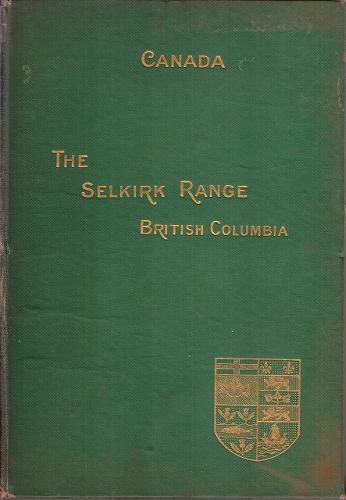 CANADA
THE
SELKIRK RANGE
BRITISH COLUMBIA